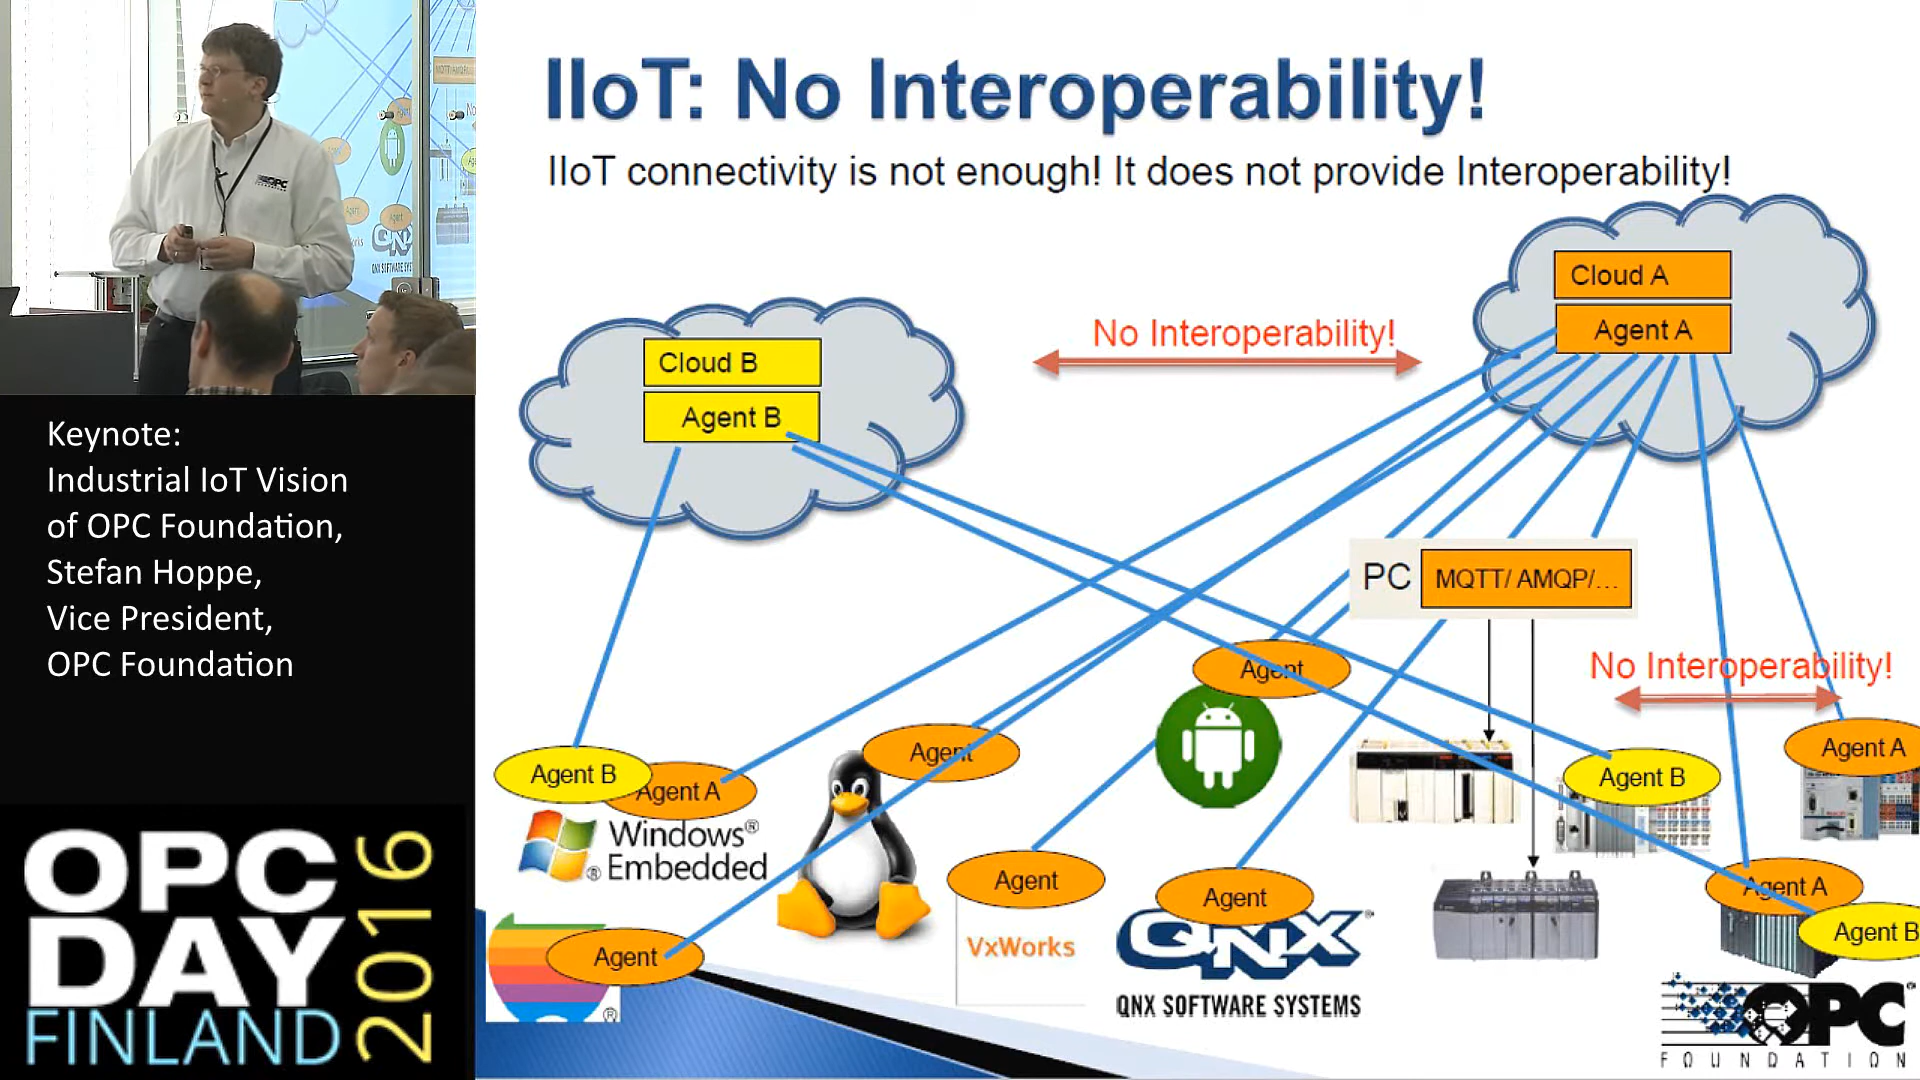 IIoT: No Interoperability!
IIoT connectivity is not enough! It does not provide Interoperability!
Cloud A
Agent A
No Interoperability!
Cloud B
Agent B
PC
MQTT/ AMQP/...
Agent
No Interoperability!
Agent A
Agent
Agent B
Agent A
Agent B
Windows®
® Embedded
Agent
Agent
Agent A
Agent B
VxWorks
QNX
QNX SOFTWARE SYSTEMS
Agent
®
OPC
FOUNDATION
OPC
Keynote:
Industrial IoT Vision
of OPC Foundation,
Stefan Hoppe,
Vice President,
OPC Foundation
OPC
DAY
FINLAND
2016